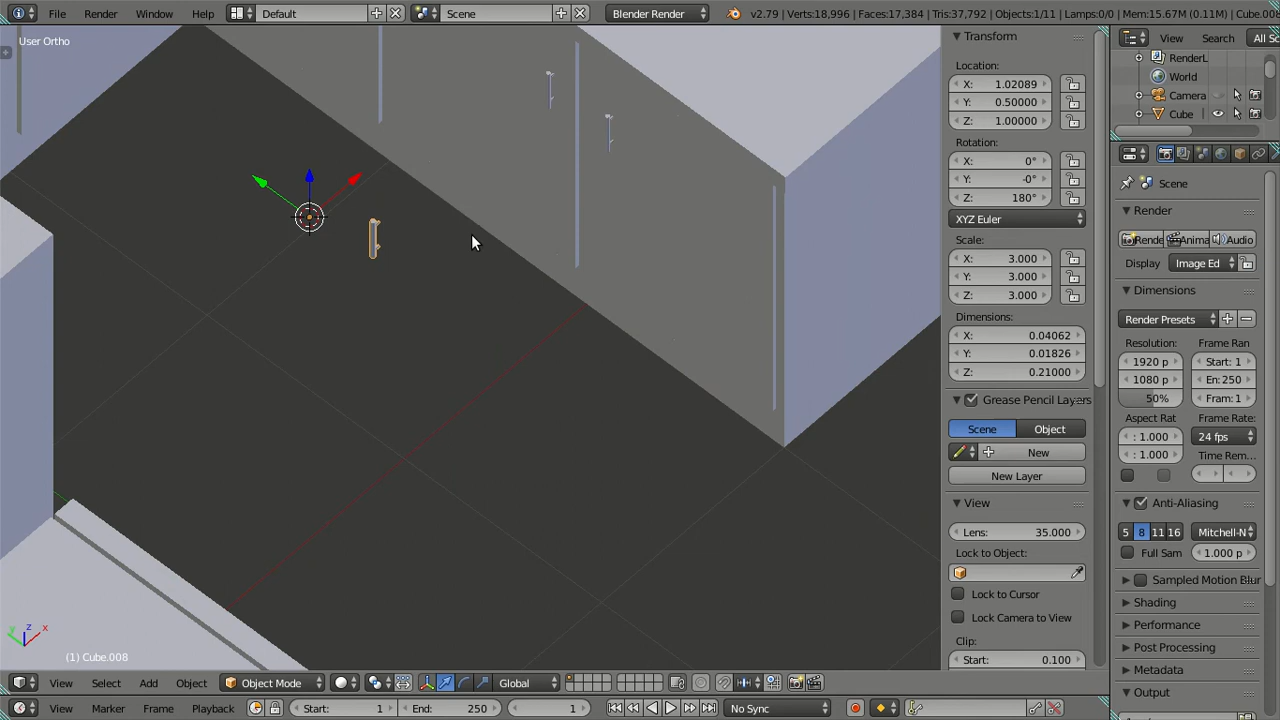 File Render Window Help Default Scene Blender Render v2.79 | Verts:18,996 | Faces:17,384 | Tris:37,792 | Objects:1/11 | Lamps:0/0 | Mem:15.67M (0.11M) | Cube.008
User Ortho
Transform
Location:
X: 1.02089
Y: 0.50000
Z: 1.00000
Rotation:
X: 0°
Y: -0°
Z: 180°
XYZ Euler
Scale:
X: 3.000
Y: 3.000
Z: 3.000
Dimensions:
X: 0.04062
Y: 0.01826
Z: 0.21000
Grease Pencil Layers
Scene Object
New
New Layer
View
Lens: 35.000
Lock to Object:
Lock to Cursor
Lock Camera to View
Clip:
Start: 0.100
View Search All Sc
RenderL
World
Camera
Cube
Scene
Render
Rende Anima Audio
Display Image Ed
Dimensions
Render Presets
Resolution: Frame Ran
1920 p Start: 1
1080 p En: 250
50% Fram: 1
Aspect Rat Frame Rate:
: 1.000 24 fps
: 1.000 Time Rem...
Anti-Aliasing
5 8 11 16 Mitchell-N
Full Sam 1.000 p
Sampled Motion Blur
Shading
Performance
Post Processing
Metadata
Output
z
y x
(1) Cube.008
View Select Add Object Object Mode Global
View Marker Frame Playback Start: 1 End: 250 1 No Sync